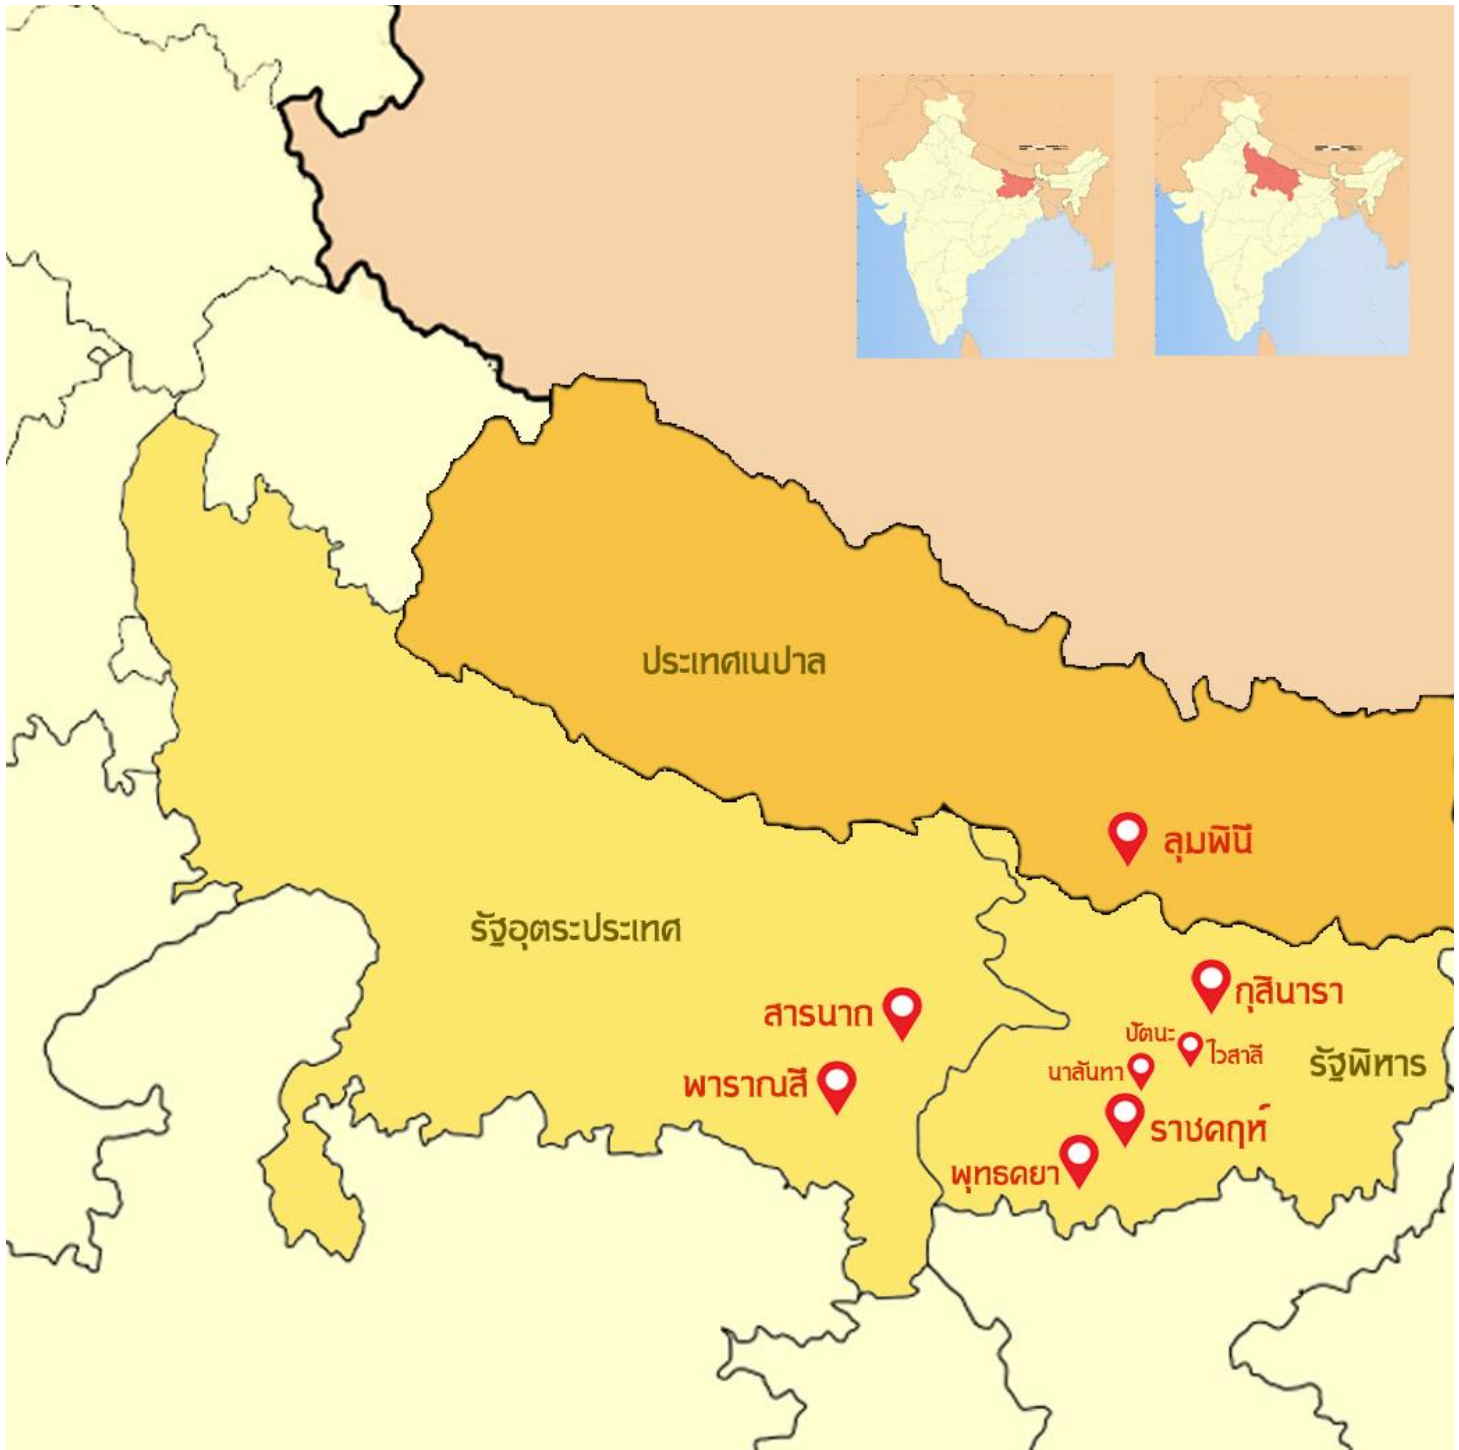 ประเทศเนปาล
ลุมพินี
รัฐอุตระประเทศ
กุสินารา
สารนาถ
ปัตนะ
ไวสาลี
รัฐพิหาร
นาลันทา
พาราณสี
ราชคฤห์
พุทธคยา